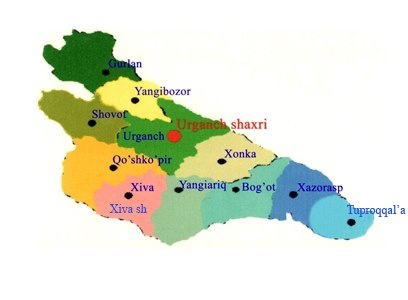 Gurlan
Yangibozor
Shovot
Urganch shaxri
Urganch
Qo'shko'pir
Xonka
Xiva
Yangiariq
Bog'ot
Xazorasp
Xiva sh
Tuproqqal'a